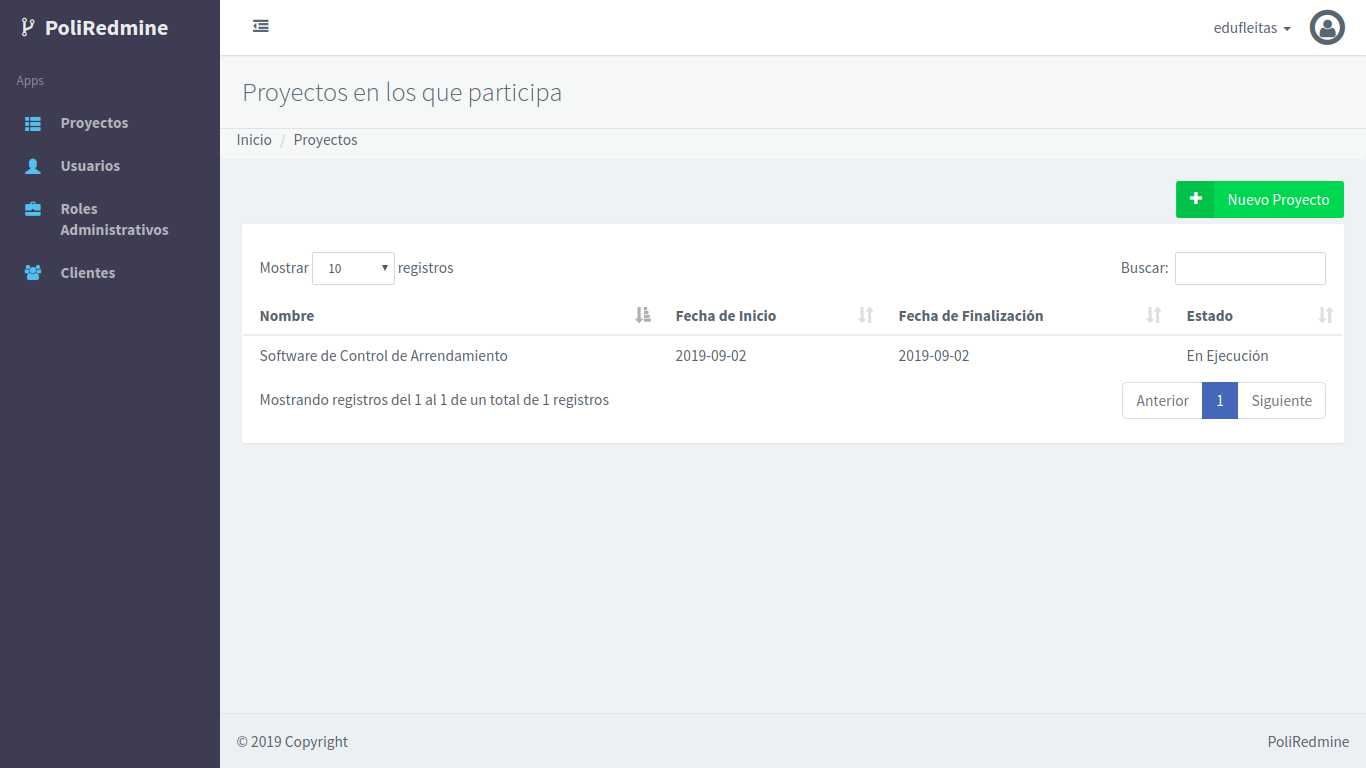 PoliRedmine
edufleitas
Apps
Proyectos
Usuarios
Roles
Administrativos
Clientes
Proyectos en los que participa
Inicio / Proyectos
Nuevo Proyecto
Mostrar 10 registros
Buscar:
Nombre Fecha de Inicio Fecha de Finalización Estado
Software de Control de Arrendamiento 2019-09-02 2019-09-02 En Ejecución
Mostrando registros del 1 al 1 de un total de 1 registros
Anterior 1 Siguiente
© 2019 Copyright
PoliRedmine